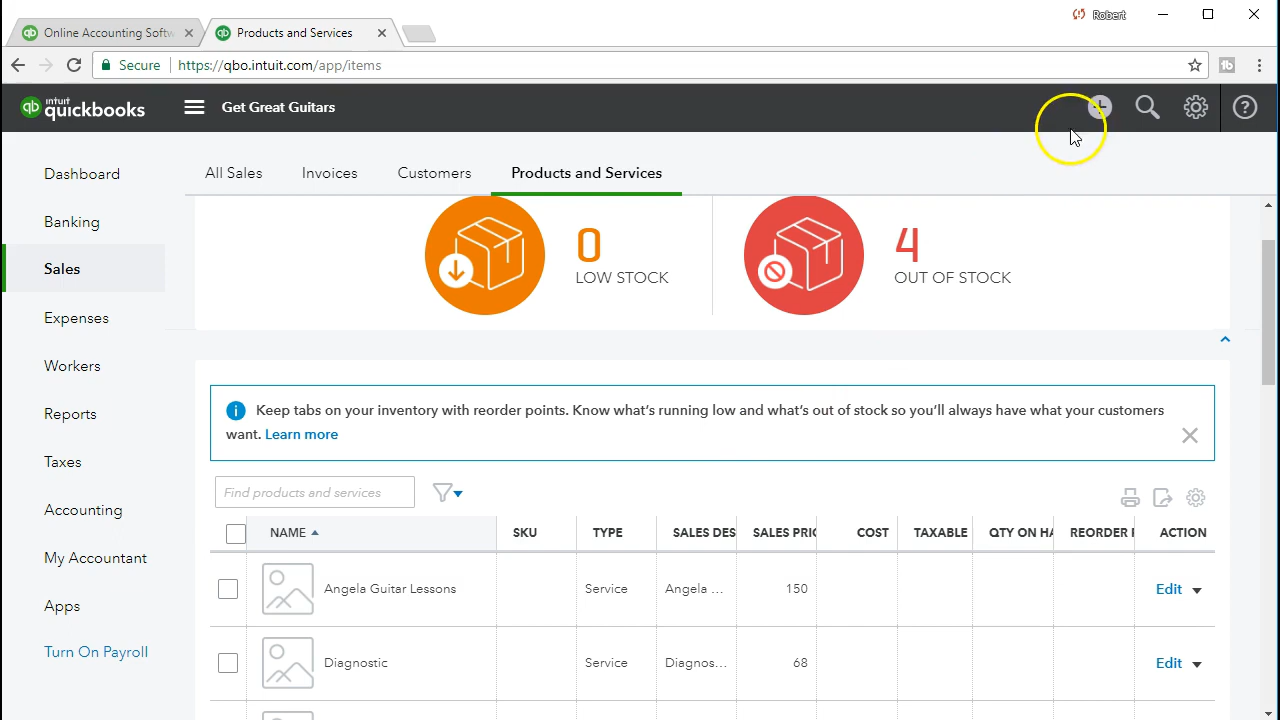 Robert
Online Accounting Softw
Products and Services
Secure https://qbo.intuit.com/app/items
intuit quickbooks
Get Great Guitars
Dashboard
Banking
Sales
Expenses
Workers
Reports
Taxes
Accounting
My Accountant
Apps
Turn On Payroll
All Sales Invoices Customers Products and Services
0
LOW STOCK
4
OUT OF STOCK
Keep tabs on your inventory with reorder points. Know what's running low and what's out of stock so you'll always have what your customers
want. Learn more
Find products and services
NAME SKU TYPE SALES DES SALES PRIC COST TAXABLE QTY ON HA REORDER P ACTION
Angela Guitar Lessons Service Angela ... 150 Edit
Diagnostic Service Diagnos... 68 Edit